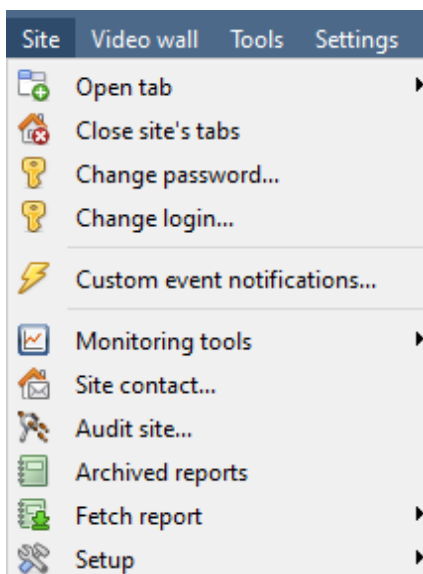 Site Video wall Tools Settings
Open tab
Close site's tabs
Change password...
Change login...
Custom event notifications...
Monitoring tools
Site contact...
Audit site...
Archived reports
Fetch report
Setup